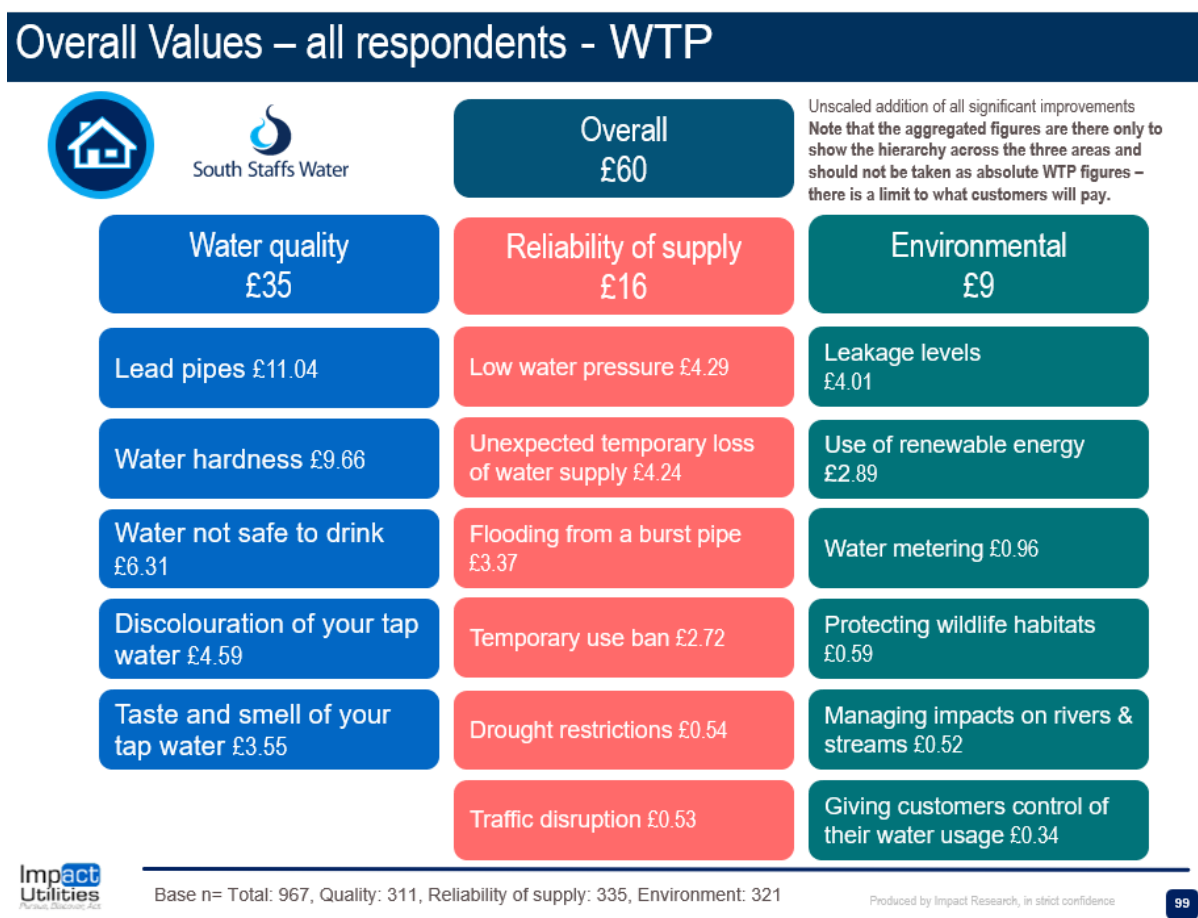 Overall Values – all respondents - WTP
South Staffs Water
Overall
£60
Unscaled addition of all significant improvements
Note that the aggregated figures are there only to
show the hierarchy across the three areas and
should not be taken as absolute WTP figures –
there is a limit to what customers will pay.
Water quality
£35
Lead pipes £11.04
Water hardness £9.66
Water not safe to drink
£6.31
Discolouration of your tap
water £4.59
Taste and smell of your
tap water £3.55
Reliability of supply
£16
Low water pressure £4.29
Unexpected temporary loss
of water supply £4.24
Flooding from a burst pipe
£3.37
Temporary use ban £2.72
Drought restrictions £0.54
Traffic disruption £0.53
Environmental
£9
Leakage levels
£4.01
Use of renewable energy
£2.89
Water metering £0.96
Protecting wildlife habitats
£0.59
Managing impacts on rivers &
streams £0.52
Giving customers control of
their water usage £0.34
Impact
Utilities
Pursue, Discover, Act
Base n= Total: 967, Quality: 311, Reliability of supply: 335, Environment: 321
Produced by Impact Research, in strict confidence
99